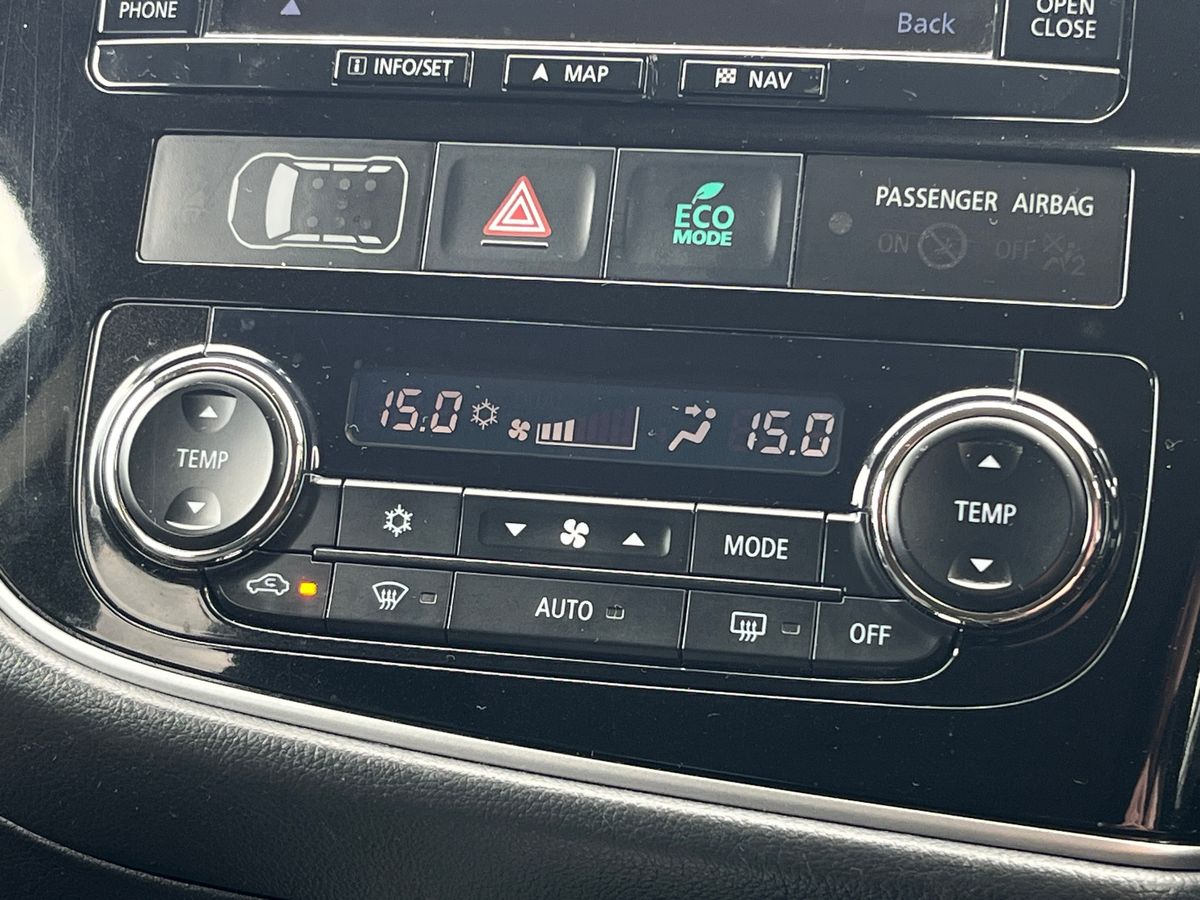 PHONE
Back
OPEN
CLOSE
INFO/SET
MAP
NAV
ECO
MODE
PASSENGER AIRBAG
ON
OFF
2
15.0
15.0
TEMP
TEMP
MODE
AUTO
OFF